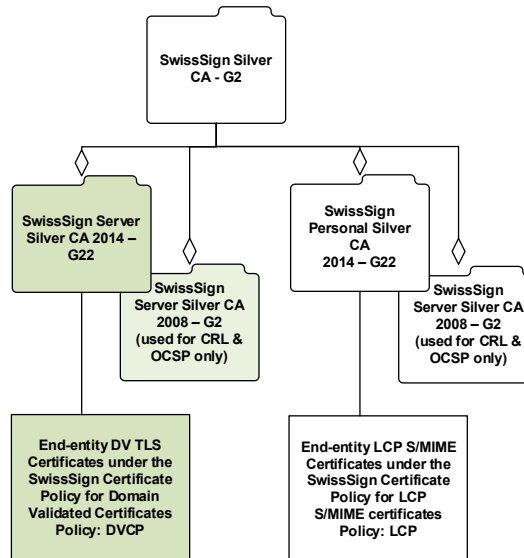 SwissSign Silver
CA - G2
SwissSign Server
Silver CA 2014 –
G22
SwissSign
Server Silver CA
2008 – G2
(used for CRL &
OCSP only)
SwissSign
Personal Silver
CA
2014 – G22
SwissSign
Server Silver CA
2008 – G2
(used for CRL &
OCSP only)
End-entity DV TLS
Certificates under the
SwissSign Certificate
Policy for Domain
Validated Certificates
Policy: DVCP
End-entity LCP S/MIME
Certificates under the
SwissSign Certificate
Policy for LCP
S/MIME certificates
Policy: LCP